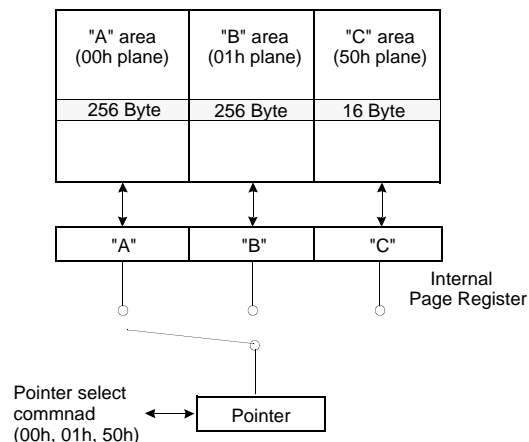 "A" area
(00h plane)
"B" area
(01h plane)
"C" area
(50h plane)
256 Byte
256 Byte
16 Byte
"A"
"B"
"C"
Internal
Page Register
Pointer select
commnad
(00h, 01h, 50h)
Pointer